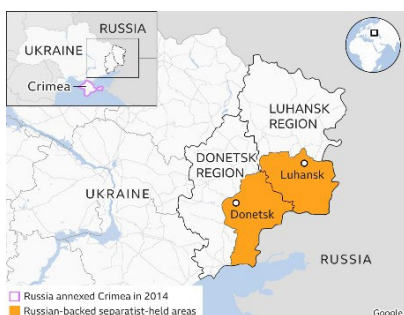 RUSSIA
UKRAINE
Crimea
LUHANSK
REGION
DONETSK
REGION
Luhansk
UKRAINE
Donetsk
RUSSIA
Russia annexed Crimea in 2014
Russian-backed separatist-held areas
Google